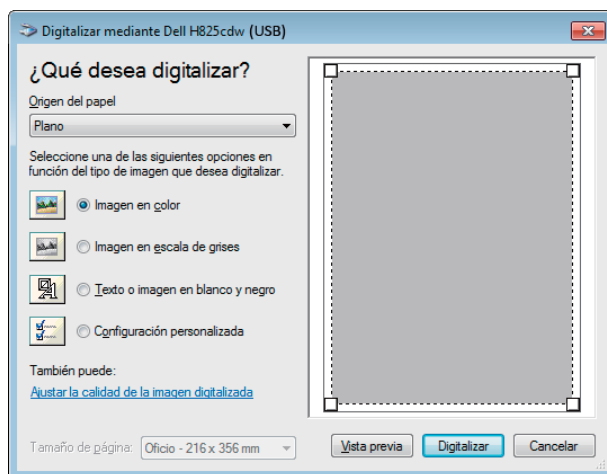 Digitalizar mediante Dell H825cdw (USB)
¿Qué desea digitalizar?
Origen del papel
Plano
Seleccione una de las siguientes opciones en
función del tipo de imagen que desea digitalizar.
Imagen en color
Imagen en escala de grises
Texto o imagen en blanco y negro
Configuración personalizada
También puede:
Ajustar la calidad de la imagen digitalizada
Tamaño de página: Oficio - 216 x 356 mm
Vista previa Digitalizar Cancelar